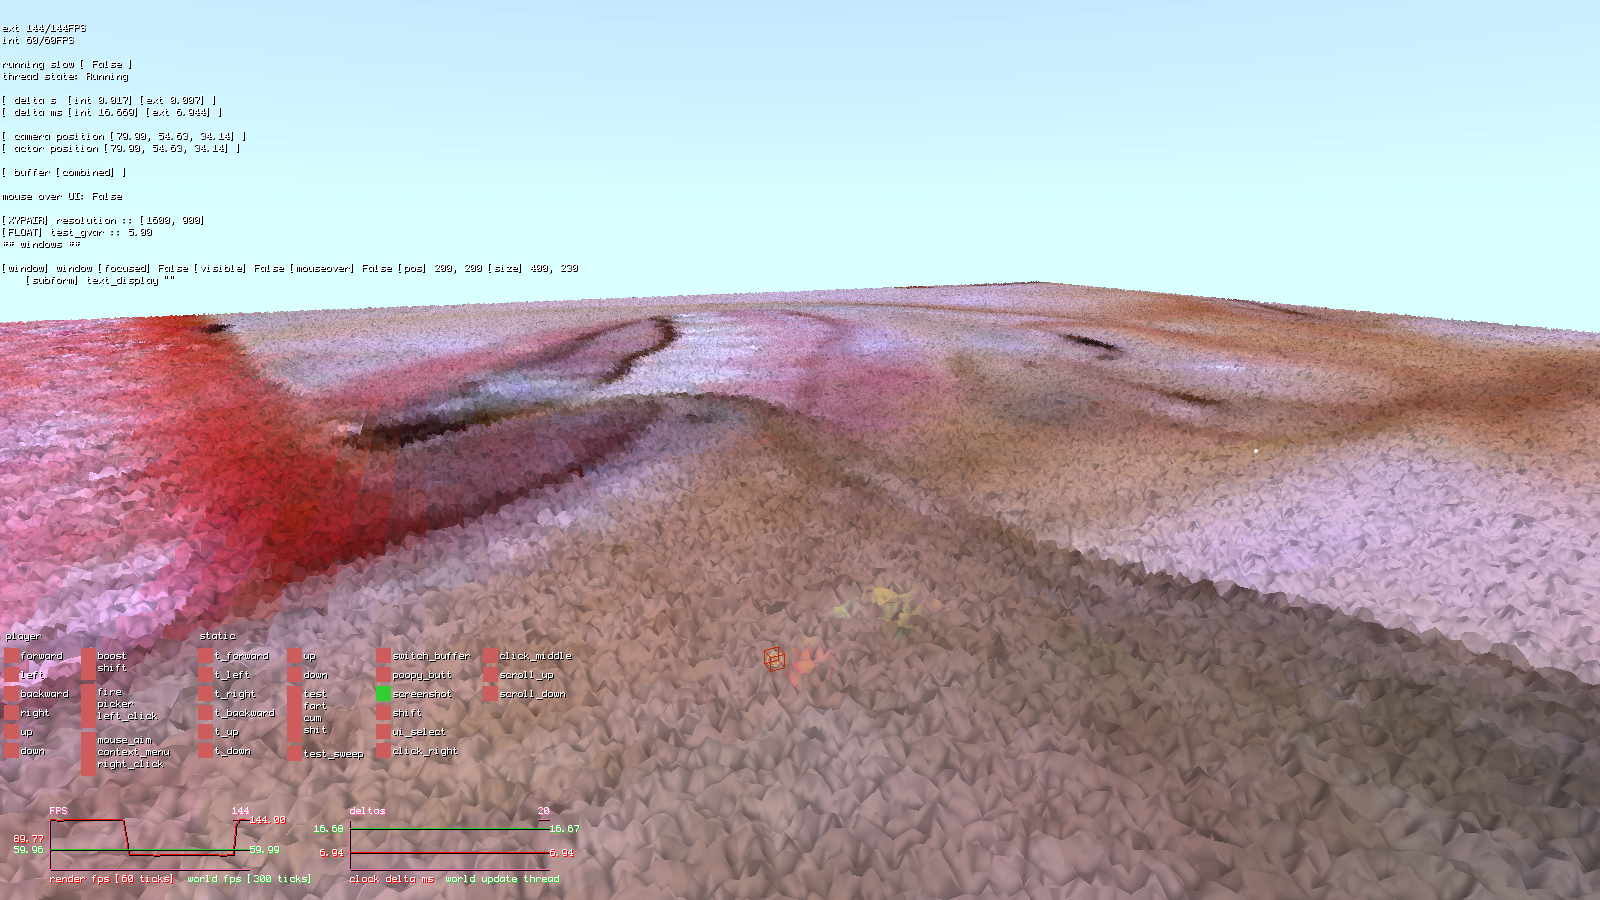 ext 144/144FPS
int 60/60FPS
running slow [ False ]
thread state: Running
[ delta s  [int 0.017] [ext 0.007] ]
[ delta ms [int 16.669] [ext 6.944] ]
[ camera position [79.90, 54.63, 34.14] ]
[ actor position [79.90, 54.63, 34.14] ]
[ buffer [combined] ]
mouse over UI: False
[XYPAIR] resolution :: [1600, 900]
[FLOAT] test_gvar :: 5.00
## windows ##
[window] window [focused] False [visible] False [mouseover] False [pos] 200, 200 [size] 400, 230
[subform] text_display ""
player
forward
left
backward
right
up
down
boost
shift
fire
picker
left_click
mouse_aim
context_menu
right_click
static
t_forward
t_left
t_right
t_backward
t_up
t_down
up
down
test
fart
cum
shit
test_sweep
switch_buffer
poopy_butt
screenshot
shift
ui_select
click_right
click_middle
scroll_up
scroll_down
FPS 144
144.00
89.77
59.96 59.99
render fps [60 ticks] world fps [300 ticks]
deltas 20
16.68 16.67
6.94 6.94
clock delta ms world update thread